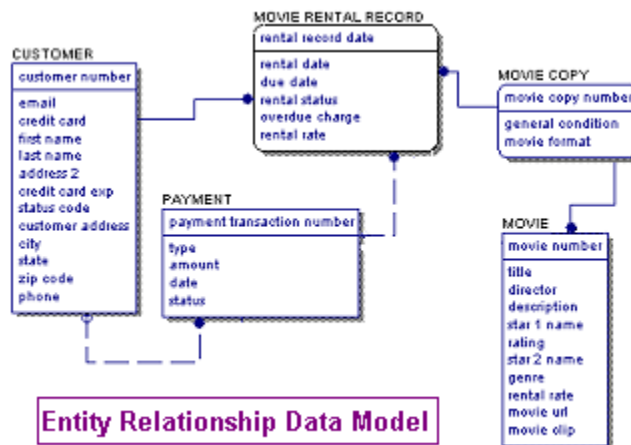 MOVIE RENTAL RECORD
rental record date
rental date
due date
rental status
overdue charge
rental rate
CUSTOMER
customer number
email
credit card
first name
last name
address 2
credit card exp
status code
customer address
city
state
zip code
phone
MOVIE COPY
movie copy number
general condition
movie format
PAYMENT
payment transaction number
type
amount
date
status
MOVIE
movie number
title
director
description
star 1 name
rating
star 2 name
genre
rental rate
movie url
movie clip
Entity Relationship Data Model